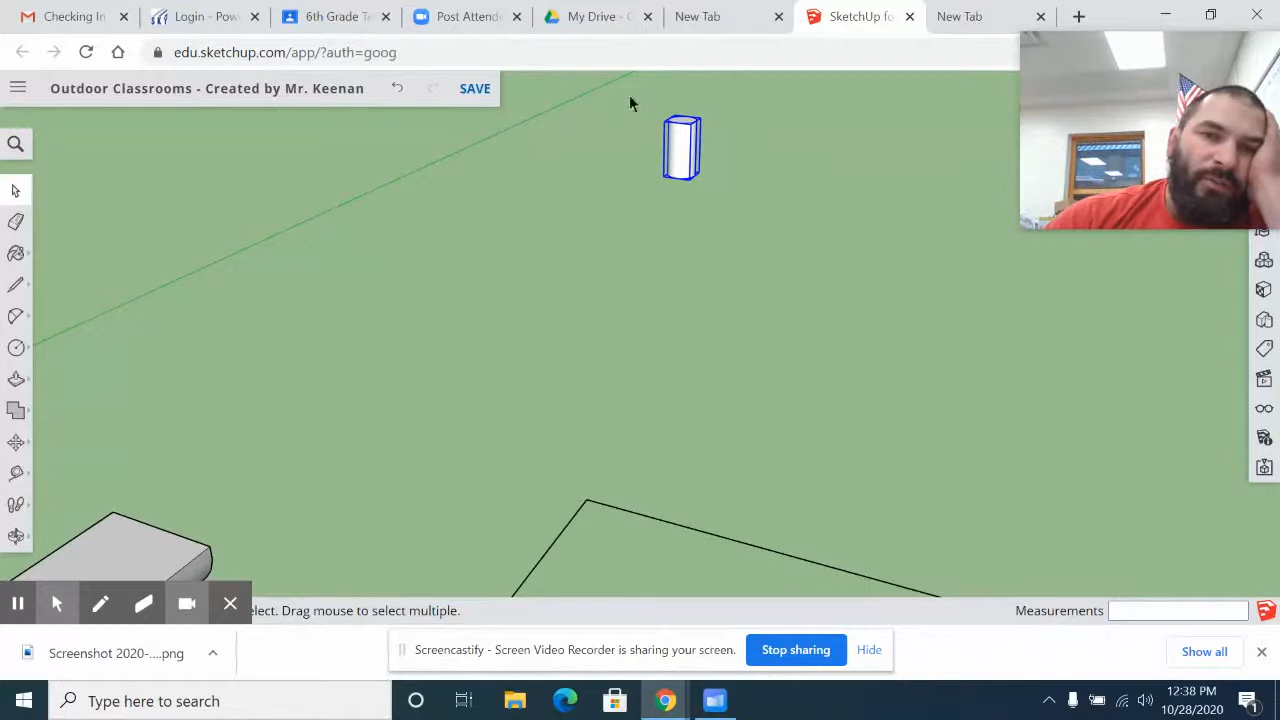 Checking
Login - Pow
6th Grade Te
Post Attende
My Drive - G
New Tab
SketchUp fo
New Tab
edu.sketchup.com/app/?auth=goog
Outdoor Classrooms - Created by Mr. Keenan
SAVE
elect. Drag mouse to select multiple.
Measurements
Screenshot 2020-....png
Screencastify - Screen Video Recorder is sharing your screen.
Stop sharing
Hide
Show all
Type here to search
12:38 PM
10/28/2020
1